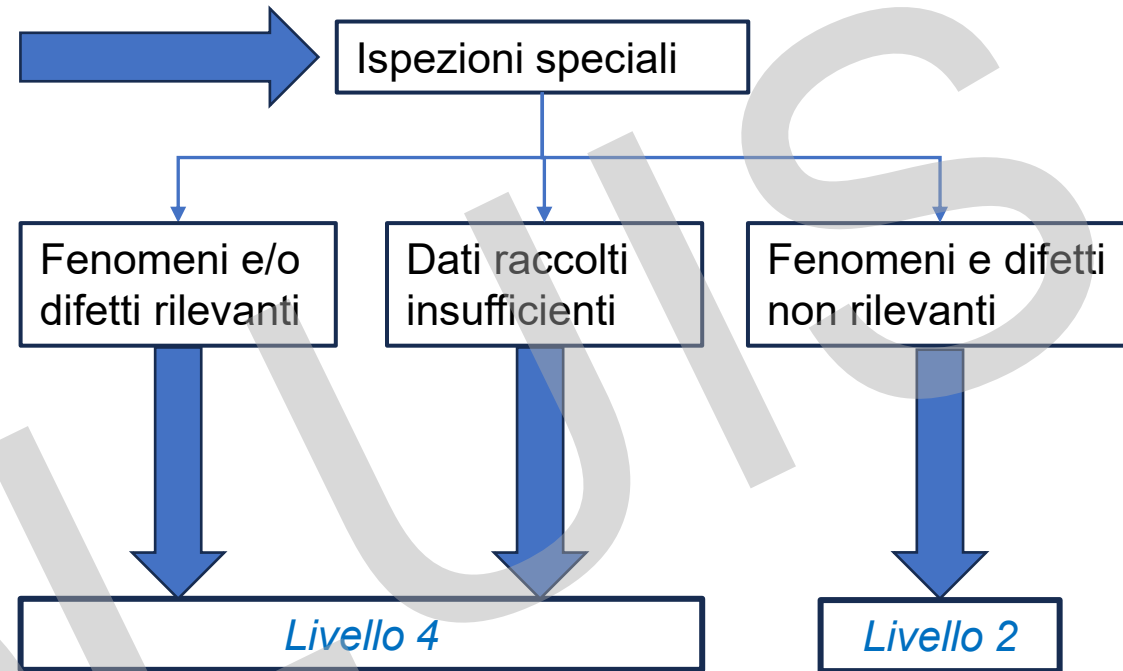 Ispezioni speciali
Fenomeni e/o
difetti rilevanti
Dati raccolti
insufficienti
Fenomeni e difetti
non rilevanti
Livello 4
Livello 2